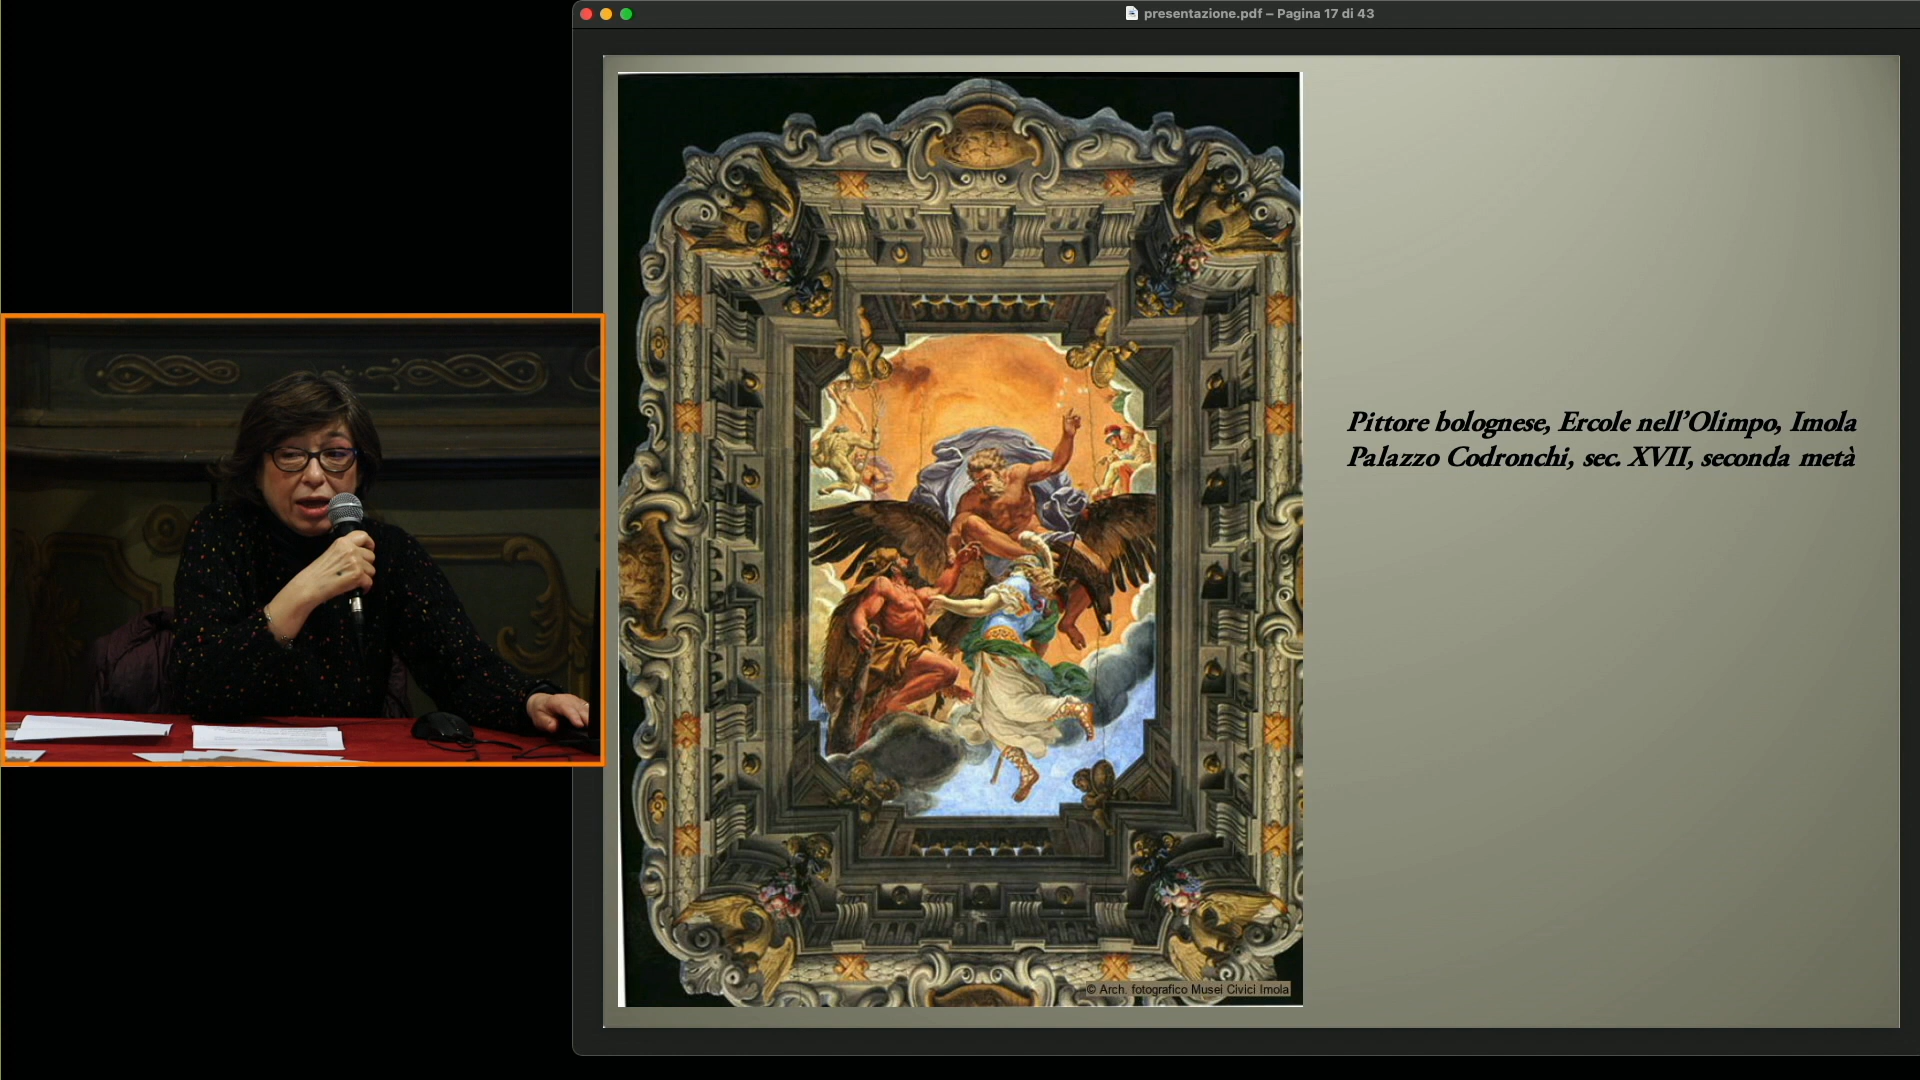 presentazione.pdf – Pagina 17 di 43
Pittore bolognese, Ercole nell’Olimpo, Imola
Palazzo Codronchi, sec. XVII, seconda metà
© Arch. fotografico Musei Civici Imola